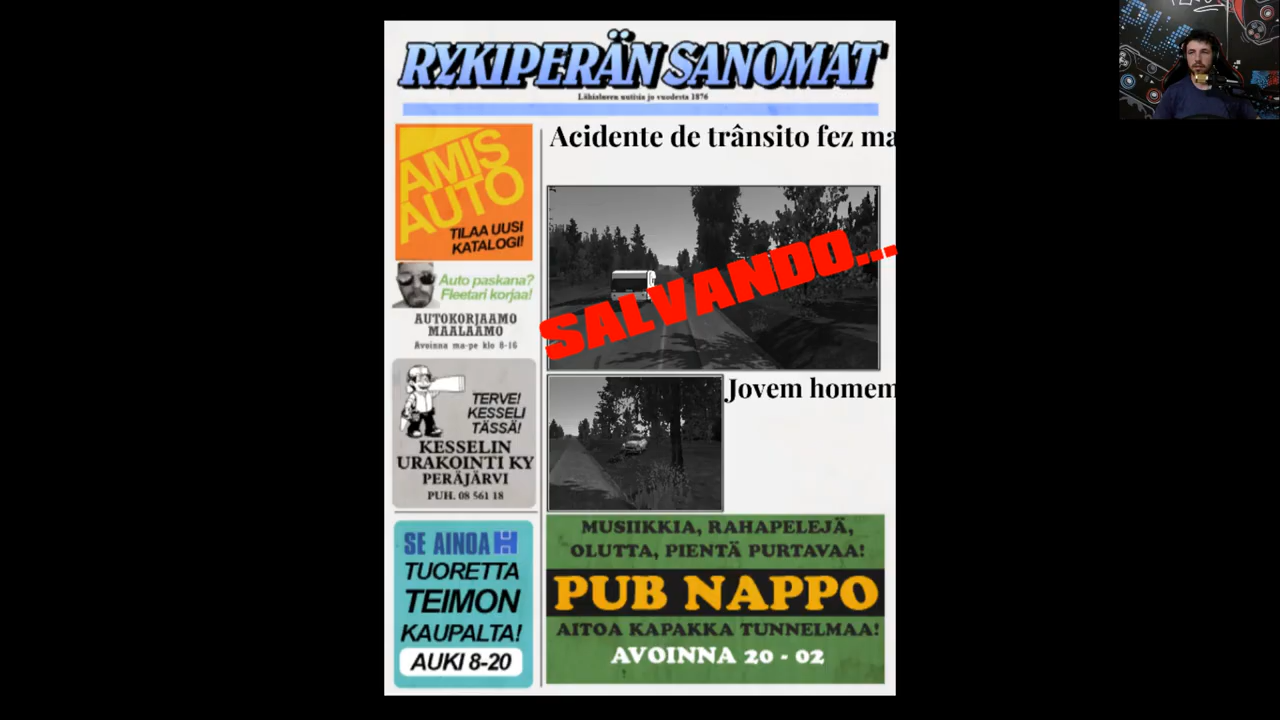 RYKIPERÄN SANOMAT
Lähialueen uutisia jo vuodesta 1876
AMIS
AUTO
TILAA UUSI
KATALOGI!
Auto paskana?
Fleetari korjaa!
AUTOKORJAAMO
MAALAAMO
Avoinna ma-pe klo 8-16
TERVE!
KESSELI
TÄSSÄ!
KESSELIN
URAKOINTI KY
PERÄJÄRVI
PUH. 08 561 18
SE AINOA H
TUORETTA
TEIMON
KAUPALTA!
AUKI 8-20
Acidente de trânsito fez ma
SALVANDO...
Jovem homem
MUSIIKKIA, RAHAPELEJÄ,
OLUTTA, PIENTÄ PURTAVAA!
PUB NAPPO
AITOA KAPAKKA TUNNELMAA!
AVOINNA 20 - 02